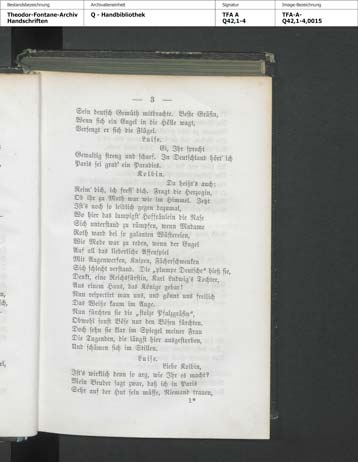 Bestandsbezeichnung
Archivalieneinheit
Signatur
Image-Bezeichnung
Theodor-Fontane-Archiv
Handschriften
Q - Handbibliothek
TFA A
Q42,1-4
TFA-A-
Q42,1-4,0015
— 3 —
Sein deutsch Gemüth mitbrachte. Beste Gräfin,
Wenn sich ein Engel in die Hölle wagt,
Versengt er sich die Flügel.
Luise.
Ei, Ihr sprecht
Gewaltig streng und scharf. In Deutschland hört' ich
Paris sei grad' ein Paradies.
Kolbin.
Da heißt's auch:
Reim' dich, ich fress' dich. Fragt die Herzogin,
Ob ihr zu Muth war wie im Himmel. Jetzt
Ist's noch so leidlich gegen dazumal,
Wo hier das lumpigst' Hoffräulein die Nase
Sich unterstand zu rümpfen, wenn Madame
Roth ward bei so galanten Wüstereien,
Wie Mode war zu reden, wenn der Engel
Auf all das liederliche Affenspiel
Mit Augenwerfen, Knixen, Fächerschwenken
Sich schlecht verstand. Die „plumpe Deutsche“ hieß sie,
Denkt, eine Reichsfürstin, Karl Ludwig's Tochter,
Aus einem Haus, das Könige gebar!
Nun respectirt man uns, und gönnt uns freilich
Das Weiße kaum im Auge.
Nun fürchten sie die „stolze Pfalzgräfin“,
Obwohl sonst Böse nur den Bösen fürchten.
Doch sehn sie klar im Spiegel meiner Frau
Die Tugenden, die längst hier ausgestorben,
Und schämen sich im Stillen.
Luise.
Liebe Kolbin,
Ist's wirklich denn so arg, wie Ihr es macht?
Mein Bruder sagt zwar, daß ich in Paris
Sehr auf der Hut sein müsse, Niemand trauen,
1*